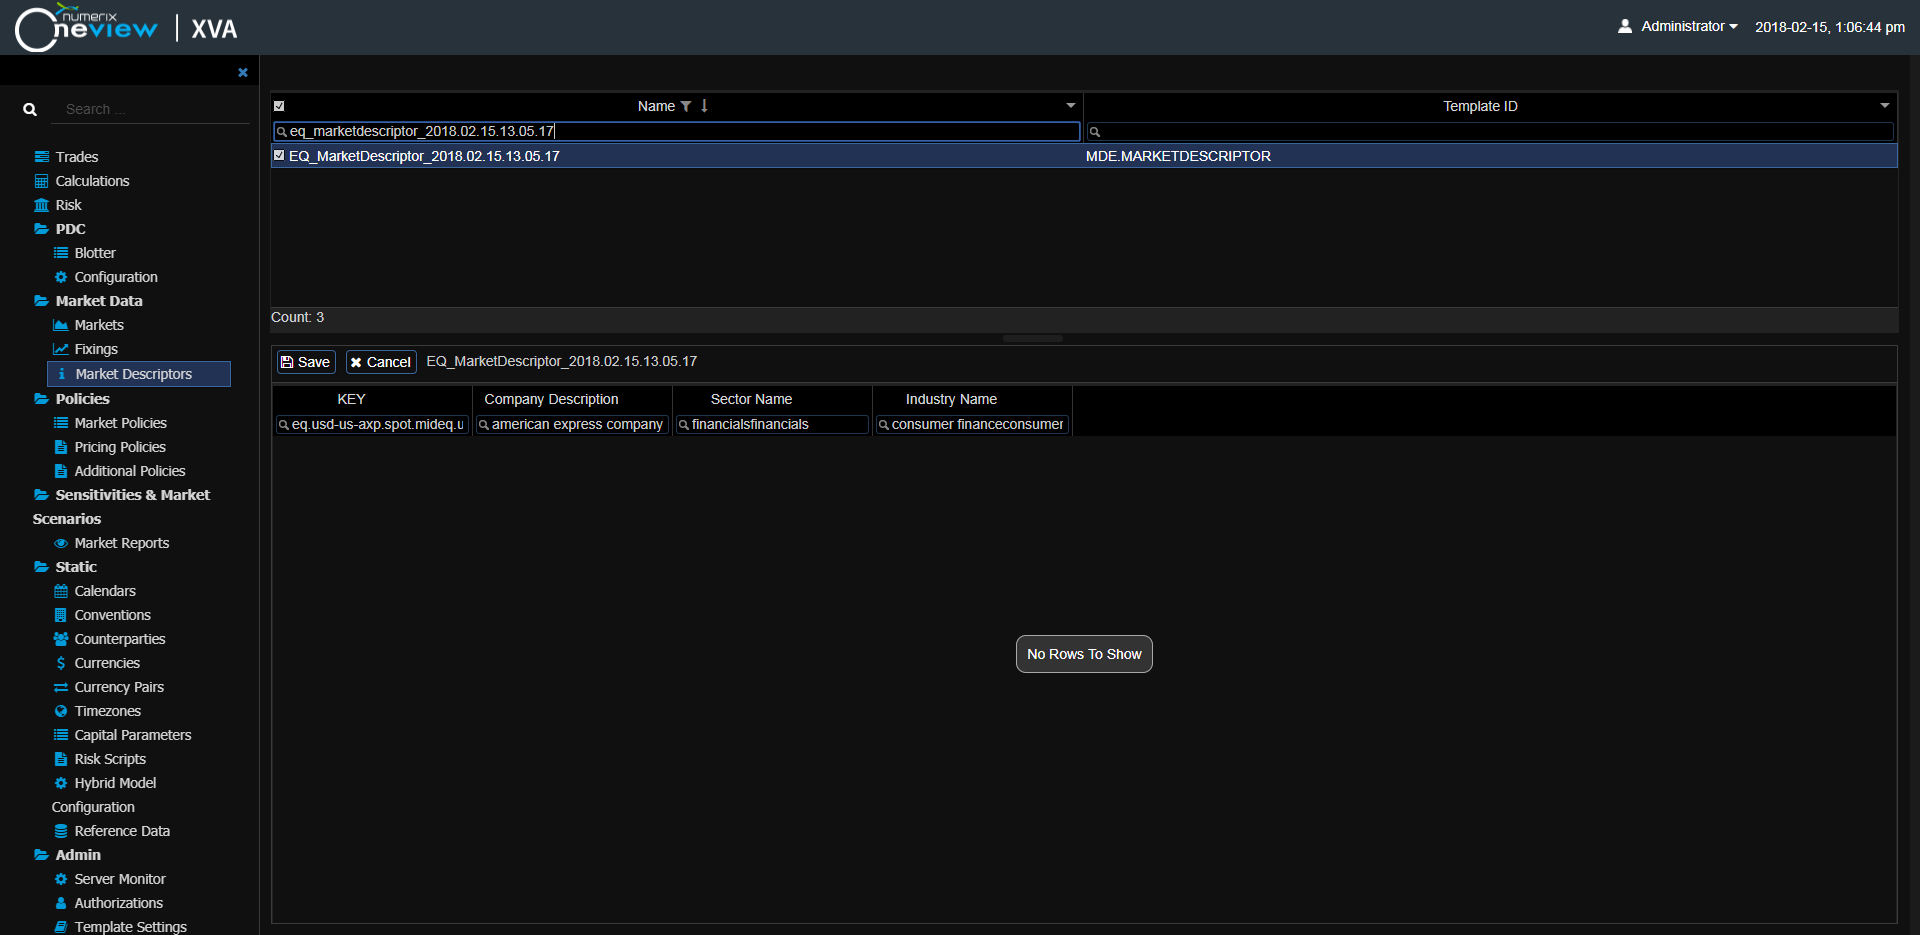 numerix
Oneview | XVA
Administrator
2018-02-15, 1:06:44 pm
Search ...
Trades
Calculations
Risk
PDC
Blotter
Configuration
Market Data
Markets
Fixings
Market Descriptors
Policies
Market Policies
Pricing Policies
Additional Policies
Sensitivities & Market
Scenarios
Market Reports
Static
Calendars
Conventions
Counterparties
Currencies
Currency Pairs
Timezones
Capital Parameters
Risk Scripts
Hybrid Model
Configuration
Reference Data
Admin
Server Monitor
Authorizations
Template Settings
Name Template ID
eq_marketdescriptor_2018.02.15.13.05.17
EQ_MarketDescriptor_2018.02.15.13.05.17 MDE.MARKETDESCRIPTOR
Count: 3
Save Cancel EQ_MarketDescriptor_2018.02.15.13.05.17
KEY Company Description Sector Name Industry Name
eq.usd-us-axp.spot.mideq.u american express company financialsfinancials consumer financeconsumer
No Rows To Show